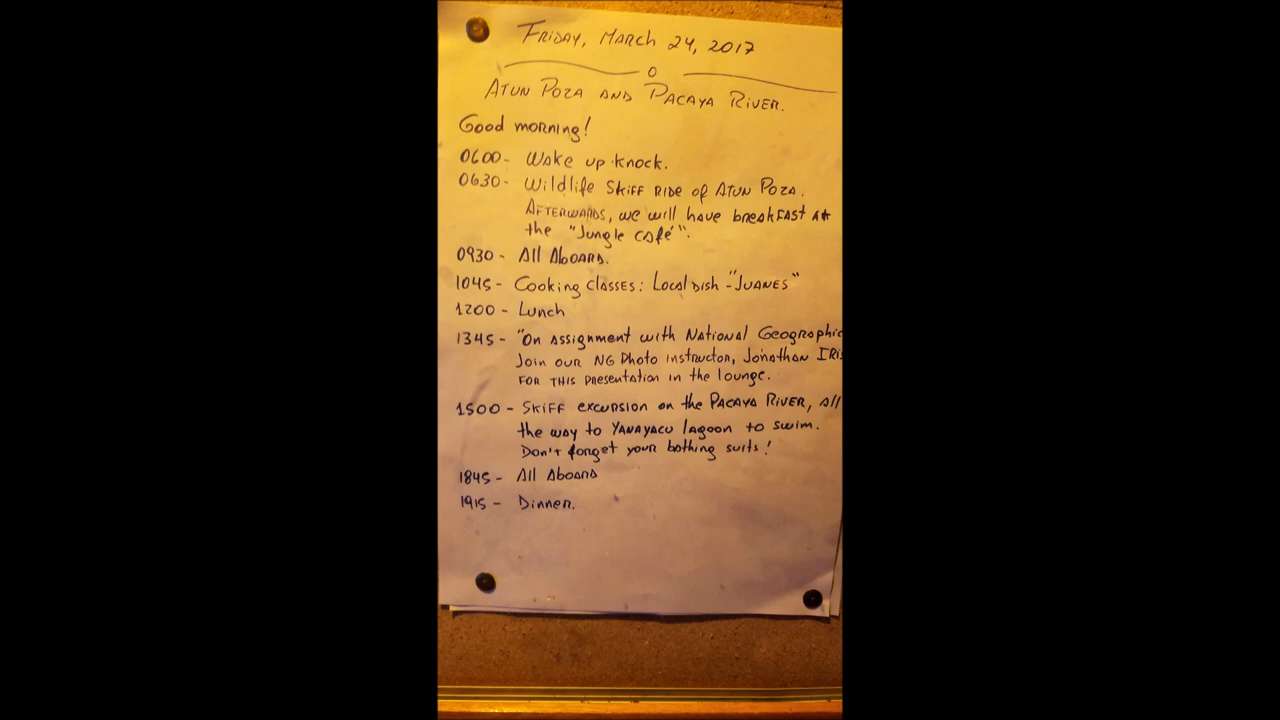 Friday, March 24, 2017
o
Atun Poza and Pacaya River.
Good morning!
0600- Wake up knock.
0630- Wildlife Skiff ride of Atun Poza.
Afterwards, we will have breakfast at
the "Jungle café".
0930- All Aboard.
1045- Cooking classes: Local dish -"Juanes"
1200- Lunch
1345- "On assignment with National Geographic
Join our NG Photo instructor, Jonathan Iris
for this presentation in the lounge.
1500- Skiff excursion on the Pacaya River, all
the way to Yanayacu lagoon to swim.
Don't forget your bathing suits!
1845- All Aboard
1915- Dinner.